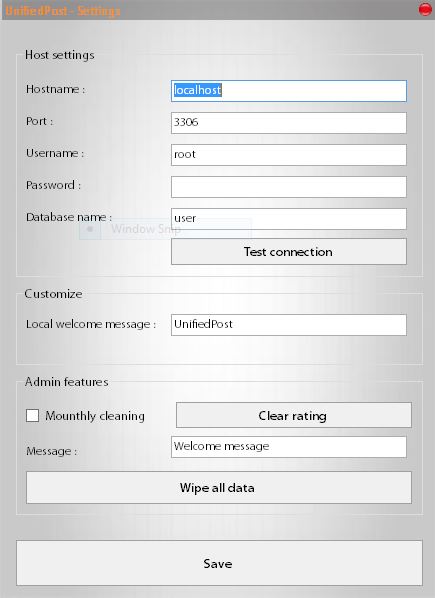 UnifiedPost - Settings
Host settings
Hostname : localhost
Port : 3306
Username : root
Password :
Database name : user
Window Snip
Test connection
Customize
Local welcome message : UnifiedPost
Admin features
Mounthly cleaning Clear rating
Message : Welcome message
Wipe all data
Save